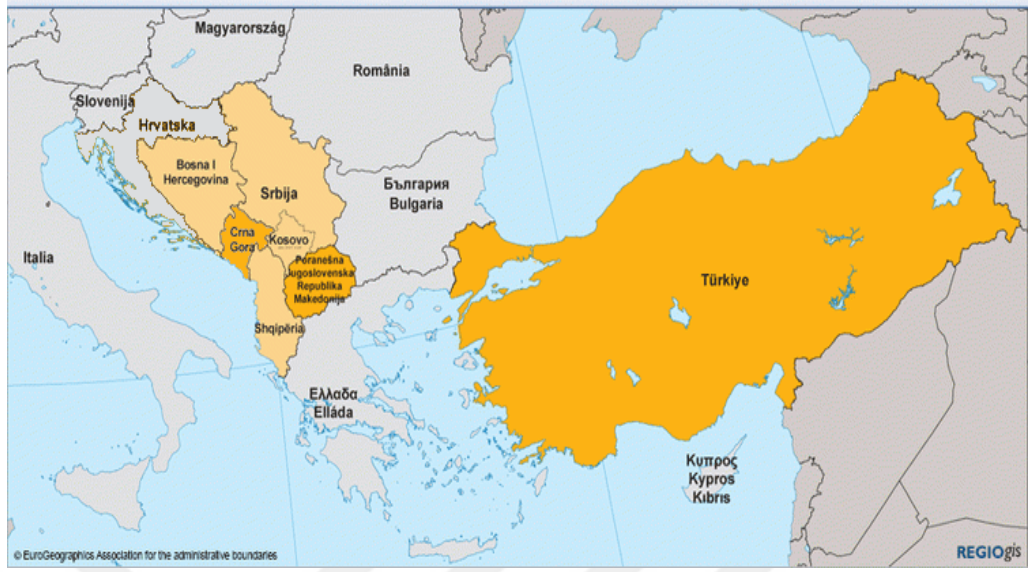 Magyarország
România
Slovenija
Hrvatska
Bosna I
Hercegovina
Srbija
България
Bulgaria
Crna
Gora
Kosovo
Italia
Poranešna
Jugoslovenska
Republika
Makedonija
Türkiye
Shqipëria
Ελλαδα
Elláda
Κυπρος
Kypros
Kıbrıs
© EuroGeographics Association for the administrative boundaries
REGIOgis